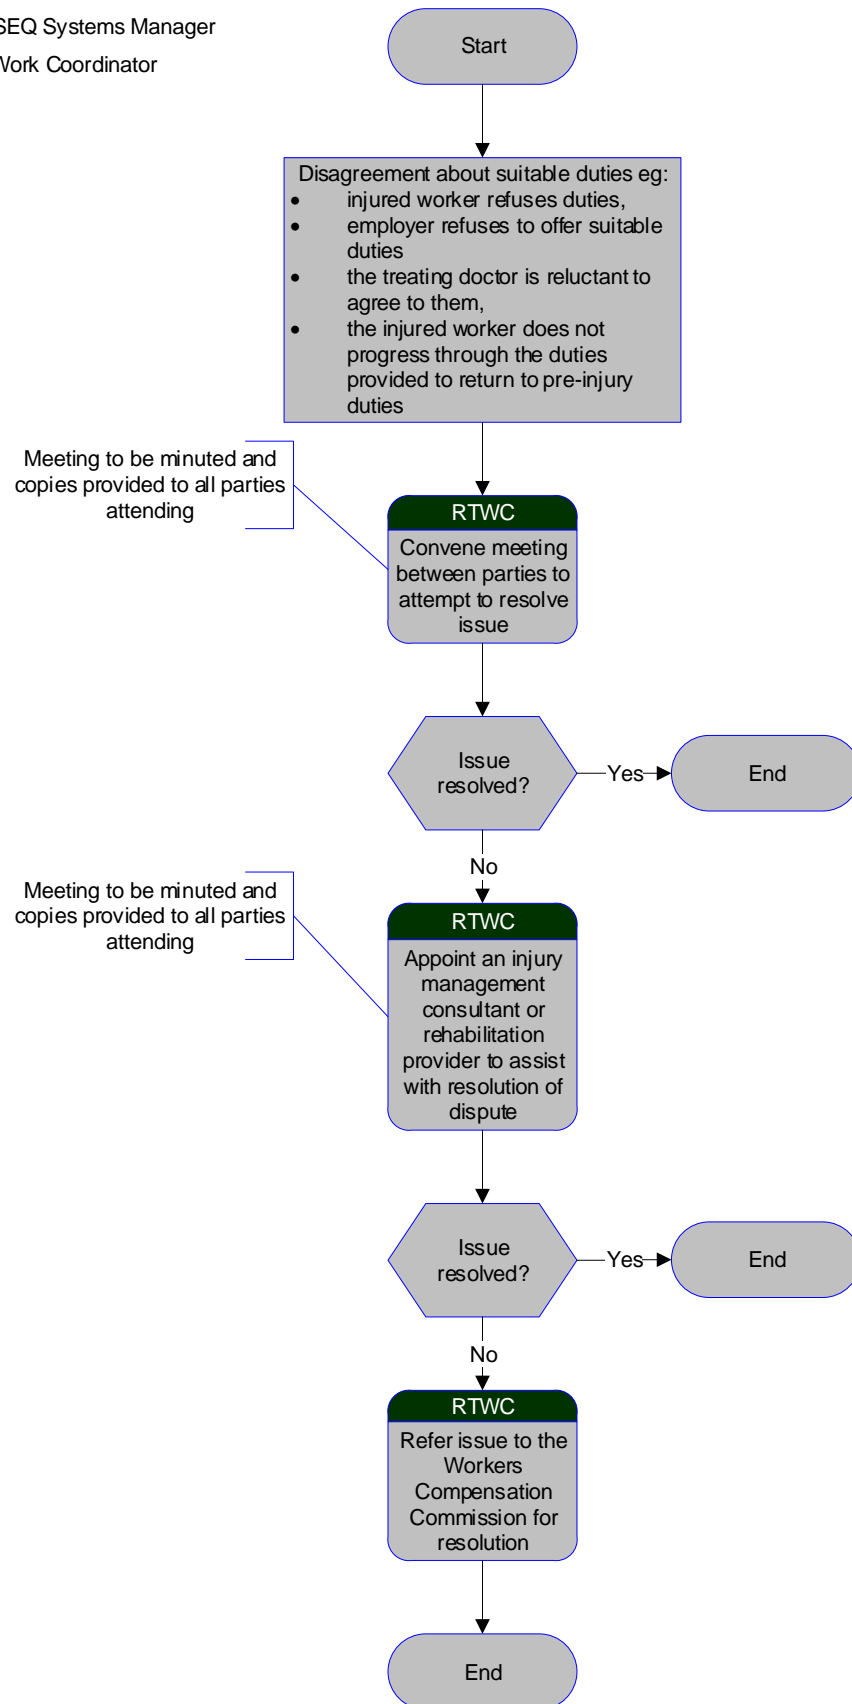 SEQ Systems Manager
Work Coordinator
Start
Disagreement about suitable duties eg:
• injured worker refuses duties,
• employer refuses to offer suitable
duties
• the treating doctor is reluctant to
agree to them,
• the injured worker does not
progress through the duties
provided to return to pre-injury
duties
Meeting to be minuted and
copies provided to all parties
attending
RTWC
Convene meeting
between parties to
attempt to resolve
issue
Issue
resolved?
Yes
End
No
Meeting to be minuted and
copies provided to all parties
attending
RTWC
Appoint an injury
management
consultant or
rehabilitation
provider to assist
with resolution of
dispute
Issue
resolved?
Yes
End
No
RTWC
Refer issue to the
Workers
Compensation
Commission for
resolution
End